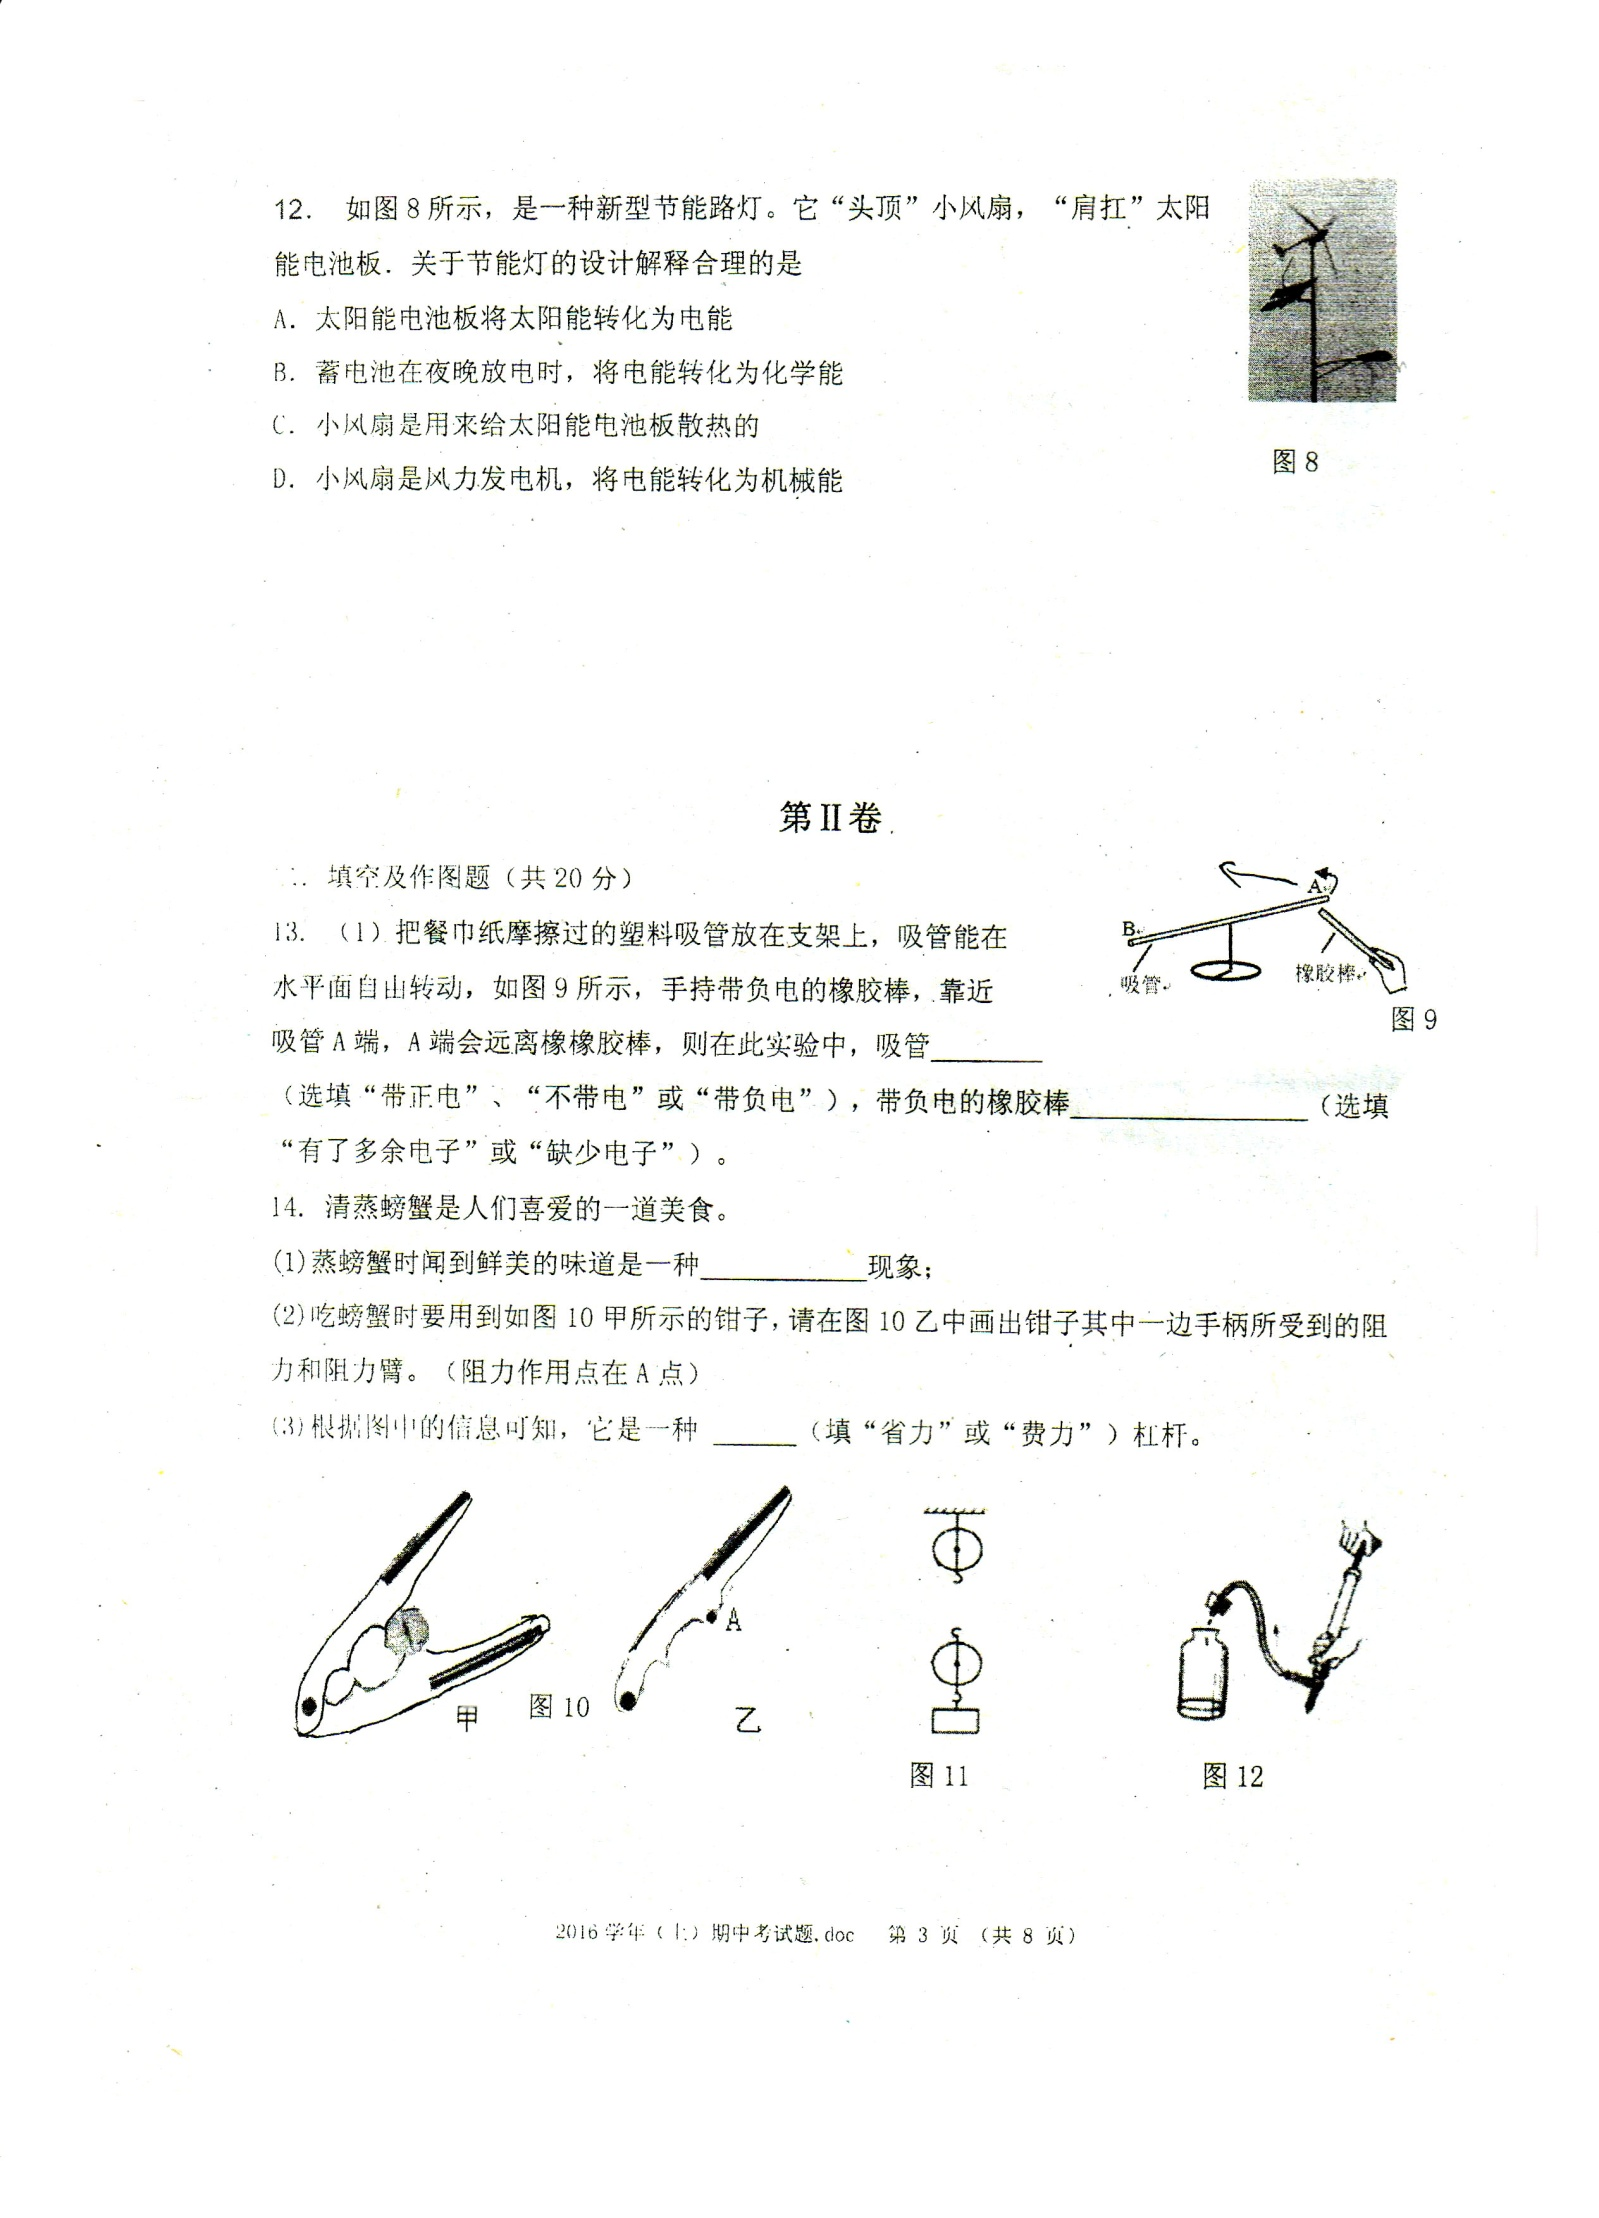 12． 如图8所示，是一种新型节能路灯。它“头顶”小风扇，“肩扛”太阳
能电池板．关于节能灯的设计解释合理的是
A．太阳能电池板将太阳能转化为电能
B．蓄电池在夜晚放电时，将电能转化为化学能
C．小风扇是用来给太阳能电池板散热的
D．小风扇是风力发电机，将电能转化为机械能
图8
第Ⅱ卷
填空及作图题（共20分）
13．（1）把餐巾纸摩擦过的塑料吸管放在支架上，吸管能在
水平面自由转动，如图9所示，手持带负电的橡胶棒，靠近
吸管A端，A端会远离橡橡胶棒，则在此实验中，吸管________
（选填“带正电”、“不带电”或“带负电”），带负电的橡胶棒________________（选填
“有了多余电子”或“缺少电子”）。
A
B
吸管
橡胶棒
图9
14．清蒸螃蟹是人们喜爱的一道美食。
(1)蒸螃蟹时闻到鲜美的味道是一种____________现象；
(2)吃螃蟹时要用到如图10甲所示的钳子，请在图10乙中画出钳子其中一边手柄所受到的阻
力和阻力臂。（阻力作用点在A点）
(3)根据图中的信息可知，它是一种 ______（填“省力”或“费力”）杠杆。
A
甲
图10
乙
图11
图12
2016学年（上）期中考试题.doc 第 3 页 （共 8 页）